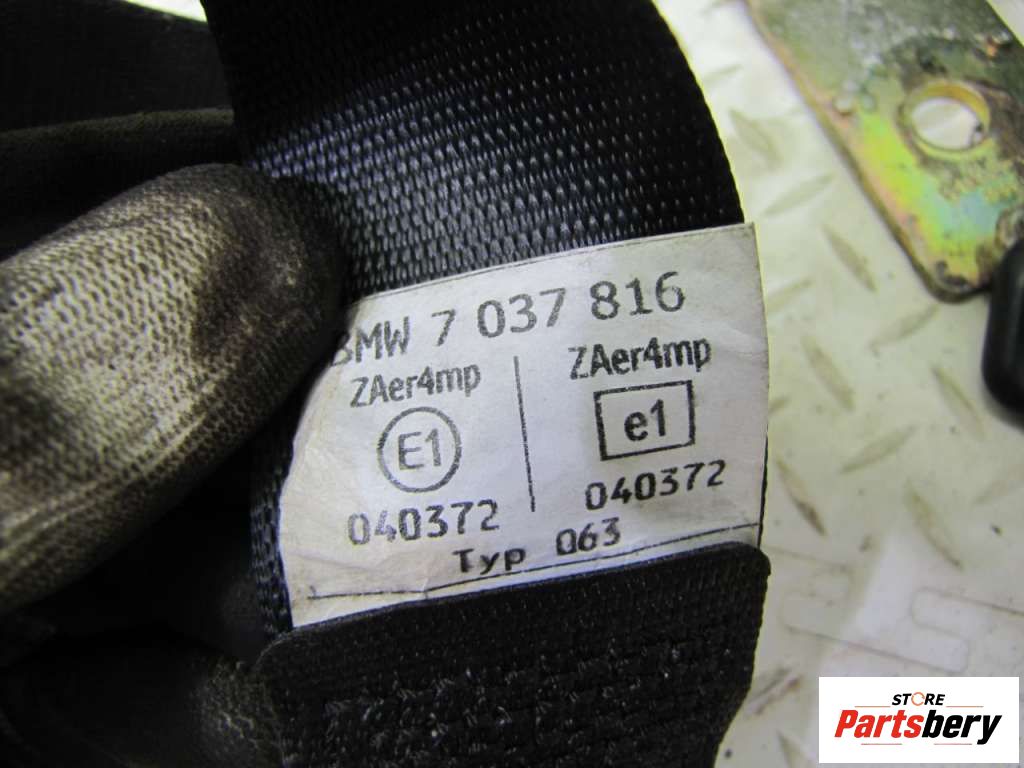 BMW 7 037 816
ZAer4mp ZAer4mp
E1 e1
040372 040372
Typ 063
STORE
Partsbery